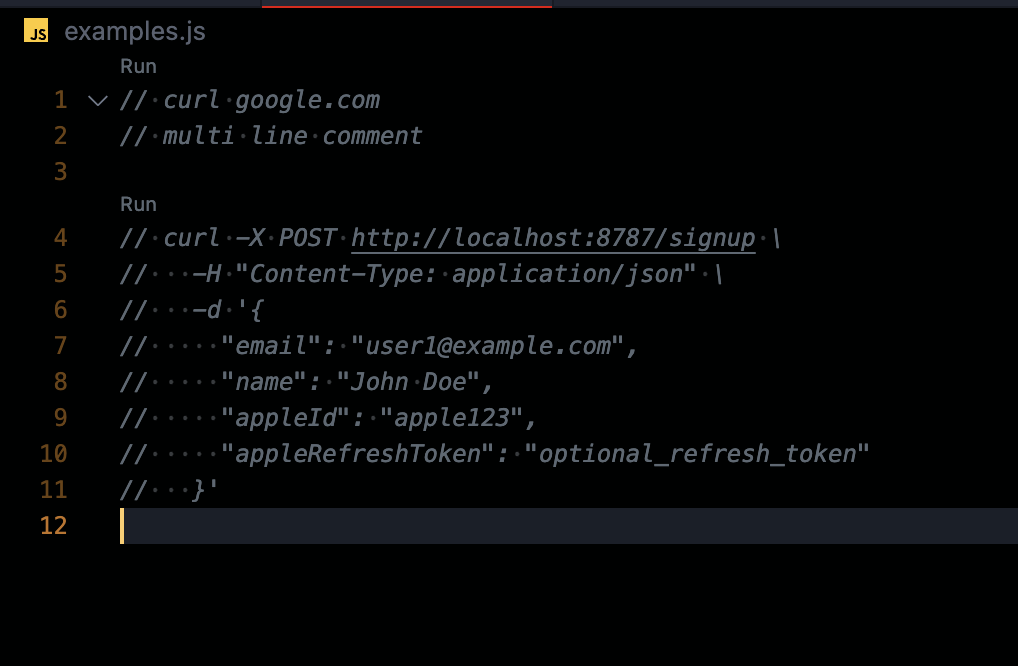 JS examples.js
Run
1 // curl google.com
2 // multi line comment
3
Run
4 // curl -X POST http://localhost:8787/signup \
5 //   -H "Content-Type: application/json" \
6 //   -d '{
7 //     "email": "user1@example.com",
8 //     "name": "John Doe",
9 //     "appleId": "apple123",
10 //     "appleRefreshToken": "optional_refresh_token"
11 //   }'
12